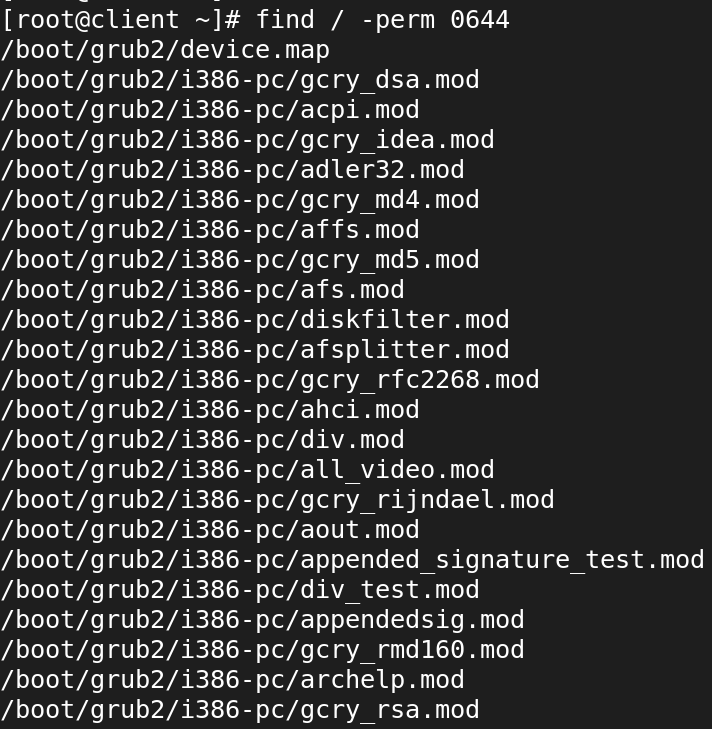 [root@client ~]# find / -perm 0644
/boot/grub2/device.map
/boot/grub2/i386-pc/gcry_dsa.mod
/boot/grub2/i386-pc/acpi.mod
/boot/grub2/i386-pc/gcry_idea.mod
/boot/grub2/i386-pc/adler32.mod
/boot/grub2/i386-pc/gcry_md4.mod
/boot/grub2/i386-pc/affs.mod
/boot/grub2/i386-pc/gcry_md5.mod
/boot/grub2/i386-pc/afs.mod
/boot/grub2/i386-pc/diskfilter.mod
/boot/grub2/i386-pc/afsplitter.mod
/boot/grub2/i386-pc/gcry_rfc2268.mod
/boot/grub2/i386-pc/ahci.mod
/boot/grub2/i386-pc/div.mod
/boot/grub2/i386-pc/all_video.mod
/boot/grub2/i386-pc/gcry_rijndael.mod
/boot/grub2/i386-pc/aout.mod
/boot/grub2/i386-pc/appended_signature_test.mod
/boot/grub2/i386-pc/div_test.mod
/boot/grub2/i386-pc/appendedsig.mod
/boot/grub2/i386-pc/gcry_rmd160.mod
/boot/grub2/i386-pc/archelp.mod
/boot/grub2/i386-pc/gcry_rsa.mod